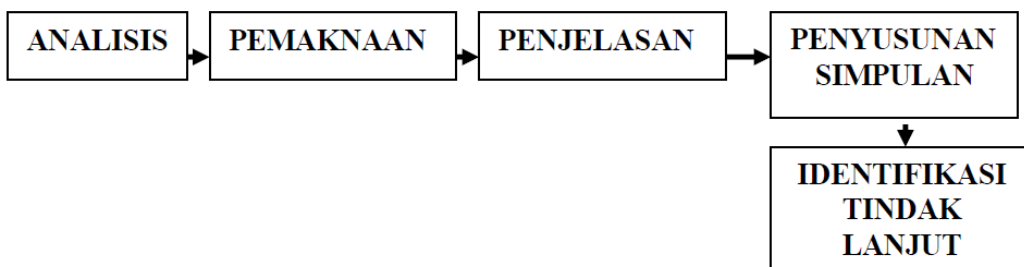 ANALISIS
PEMAKNAAN
PENJELASAN
PENYUSUNAN
SIMPULAN
IDENTIFIKASI
TINDAK
LANJUT